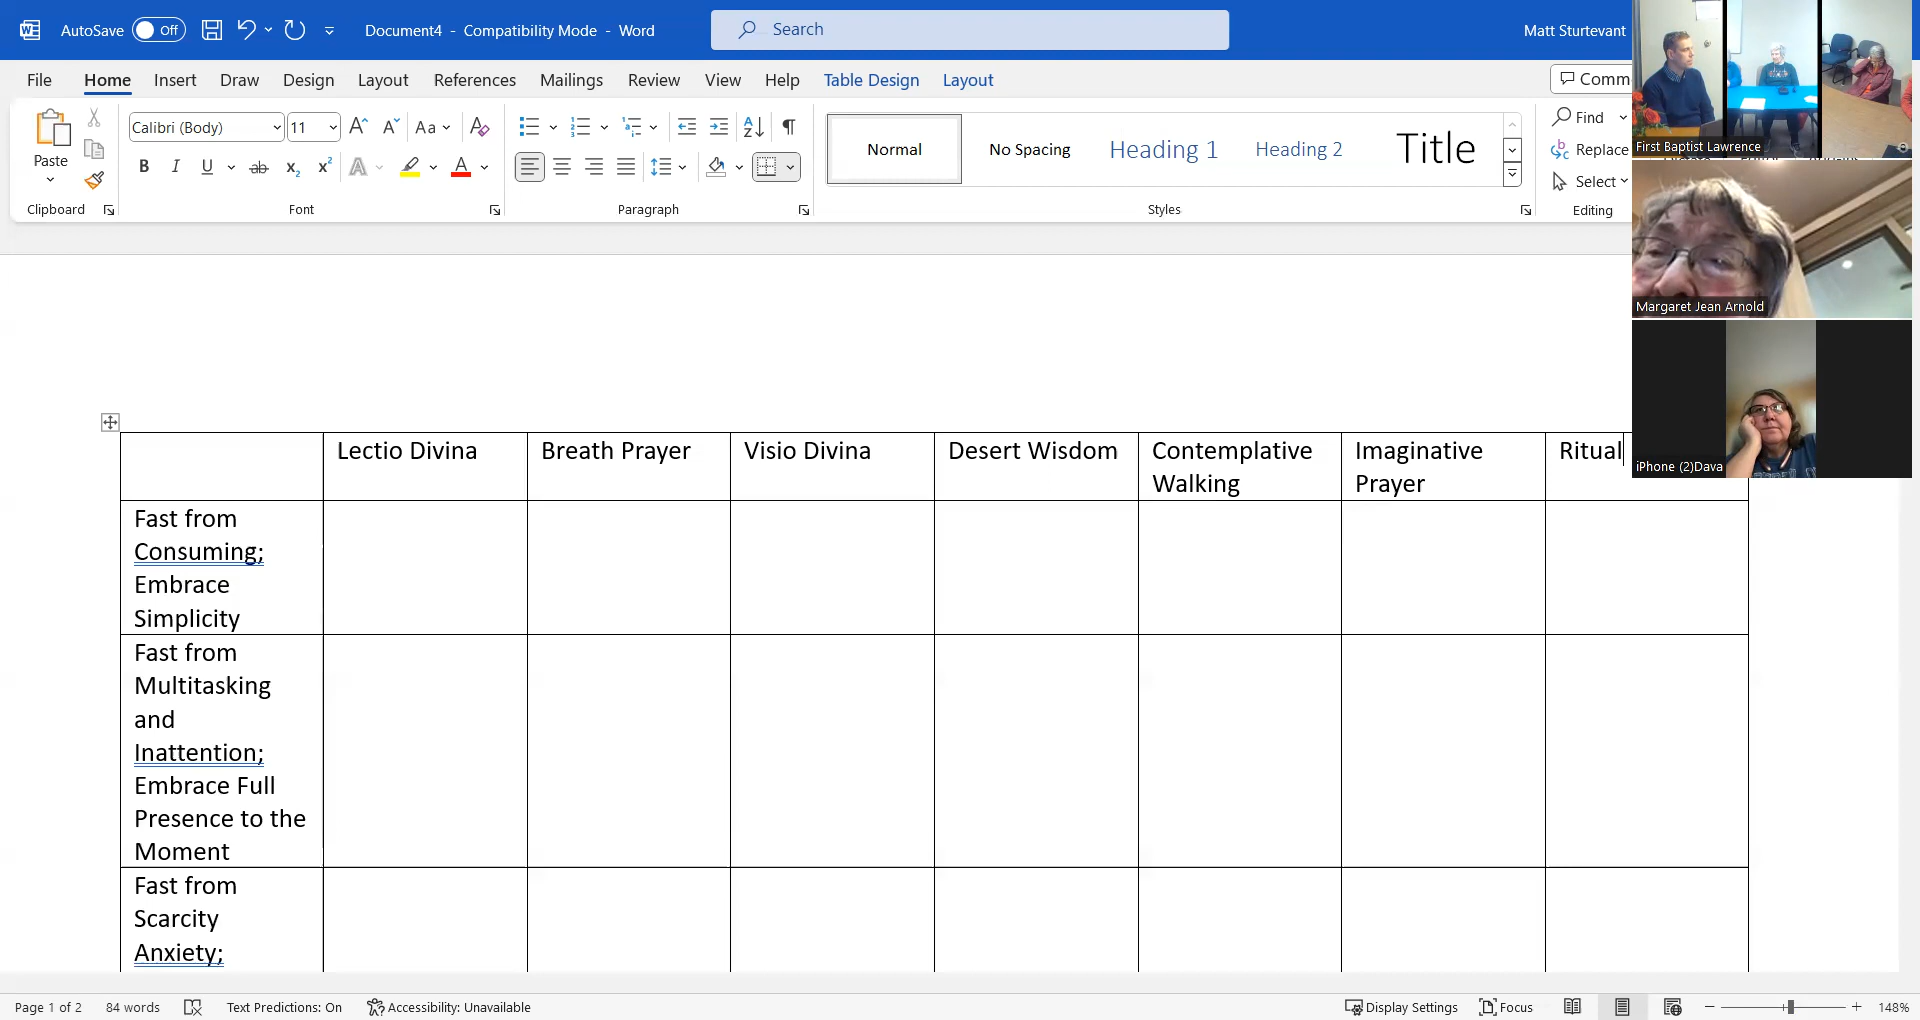 AutoSave Off Document4 - Compatibility Mode - Word Search Matt Sturtevant
File Home Insert Draw Design Layout References Mailings Review View Help Table Design Layout Comm
Paste Calibri (Body) 11 Normal No Spacing Heading 1 Heading 2 Title Find Replace Select
Clipboard Font Paragraph Styles Editing
First Baptist Lawrence
Margaret Jean Arnold
iPhone (2)Dava
Lectio Divina Breath Prayer Visio Divina Desert Wisdom Contemplative Imaginative Ritual
Walking Prayer
Fast from
Consuming;
Embrace
Simplicity
Fast from
Multitasking
and
Inattention;
Embrace Full
Presence to the
Moment
Fast from
Scarcity
Anxiety;
Page 1 of 2 84 words Text Predictions: On Accessibility: Unavailable Display Settings Focus 148%